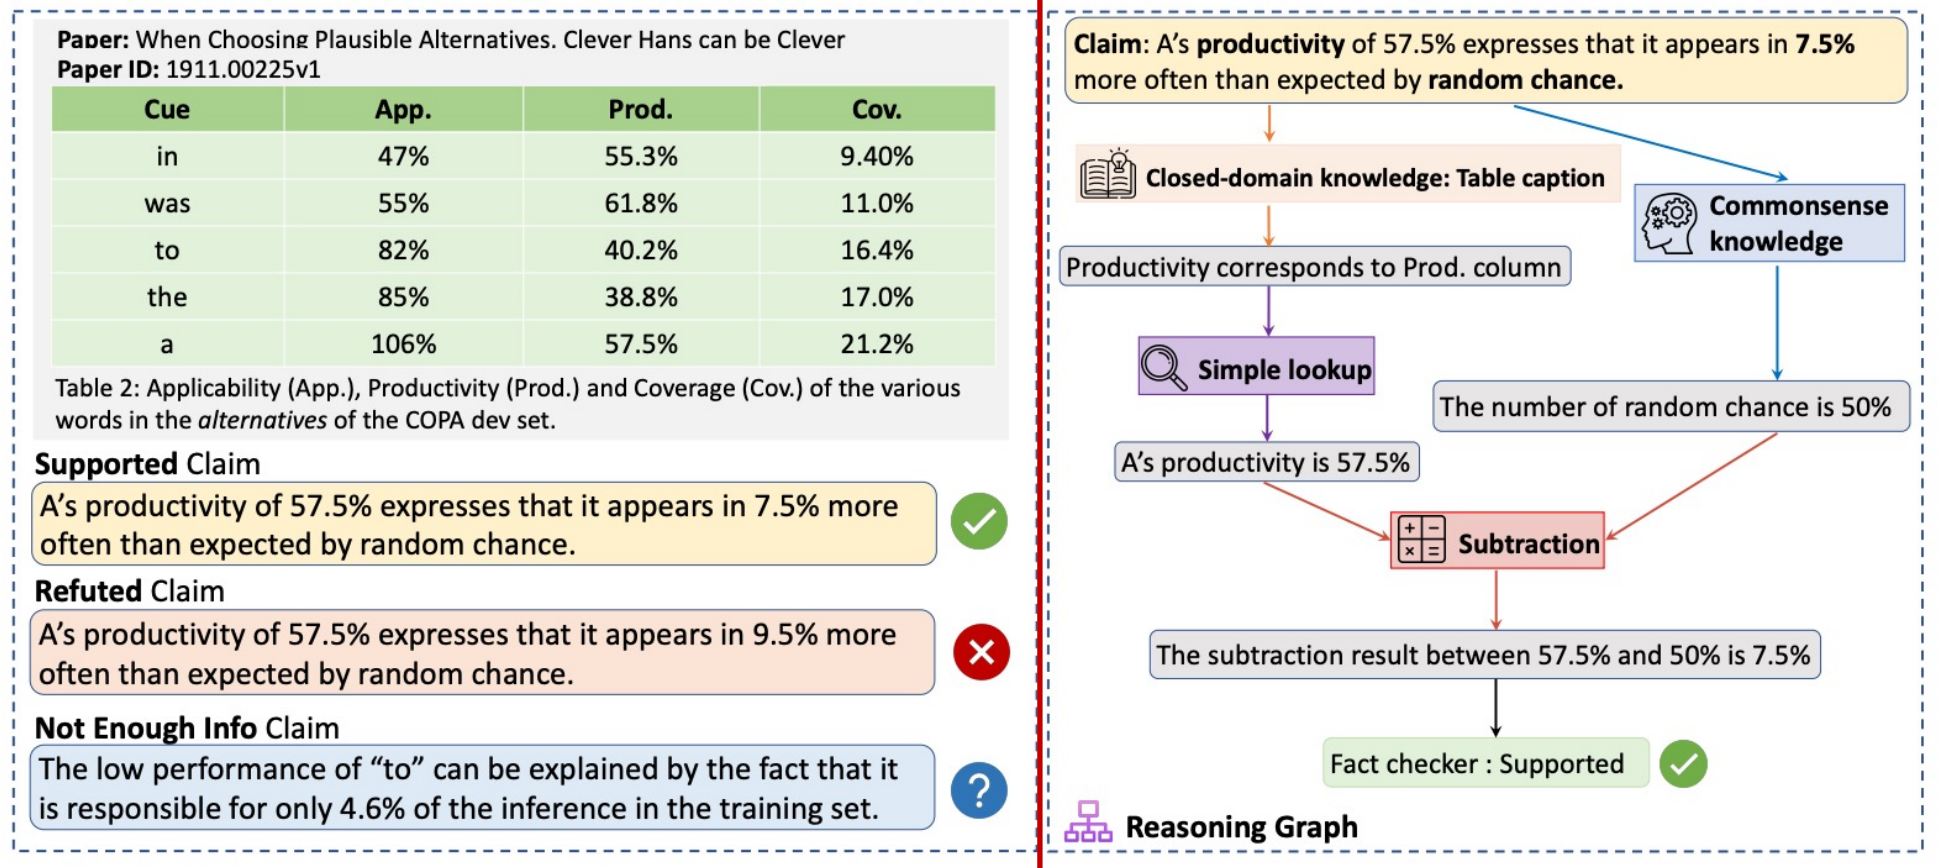 Paper: When Choosing Plausible Alternatives. Clever Hans can be Clever
Paper ID: 1911.00225v1
Cue App. Prod. Cov.
in 47% 55.3% 9.40%
was 55% 61.8% 11.0%
to 82% 40.2% 16.4%
the 85% 38.8% 17.0%
a 106% 57.5% 21.2%
Table 2: Applicability (App.), Productivity (Prod.) and Coverage (Cov.) of the various
words in the alternatives of the COPA dev set.
Supported Claim
A’s productivity of 57.5% expresses that it appears in 7.5% more
often than expected by random chance.
Refuted Claim
A’s productivity of 57.5% expresses that it appears in 9.5% more
often than expected by random chance.
Not Enough Info Claim
The low performance of “to” can be explained by the fact that it
is responsible for only 4.6% of the inference in the training set.
?
Claim: A’s productivity of 57.5% expresses that it appears in 7.5%
more often than expected by random chance.
Closed-domain knowledge: Table caption
Commonsense
knowledge
Productivity corresponds to Prod. column
Simple lookup
The number of random chance is 50%
A’s productivity is 57.5%
Subtraction
The subtraction result between 57.5% and 50% is 7.5%
Fact checker : Supported
Reasoning Graph